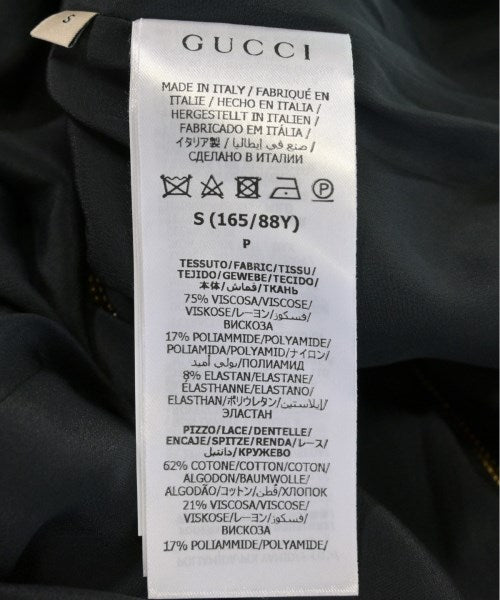 S
GUCCI
MADE IN ITALY / FABRIQUÉ EN
ITALIE / HECHO EN ITALIA /
HERGESTELLT IN ITALIEN /
FABRICADO EM ITÀLIA /
イタリア製 / صنع في إيطاليا /
СДЕЛАНО В ИТАЛИИ
P
S (165/88Y)
P
TESSUTO/FABRIC/TISSU/
TEJIDO/GEWEBE/TECIDO/
本体/قماش/ТКАНЬ
75% VISCOSA/VISCOSE/
VISKOSE/レーヨン/فسكوز/
ВИСКОЗА
17% POLIAMMIDE/POLYAMIDE/
POLIAMIDA/POLYAMID/ナイロン/
بولي أميد/ПОЛИАМИД
8% ELASTAN/ELASTANE/
ÉLASTHANNE/ELASTANO/
ELASTHAN/ポリウレタン/إيلاستين/
ЭЛАСТАН
PIZZO/LACE/DENTELLE/
ENCAJE/SPITZE/RENDA/レース/
دانتيل/КРУЖЕВО
62% COTONE/COTTON/COTON/
ALGODON/BAUMWOLLE/
ALGODÃO/コットン/قطن/ХЛОПОК
21% VISCOSA/VISCOSE/
VISKOSE/レーヨン/فسكوز/
ВИСКОЗА
17% POLIAMMIDE/POLYAMIDE/